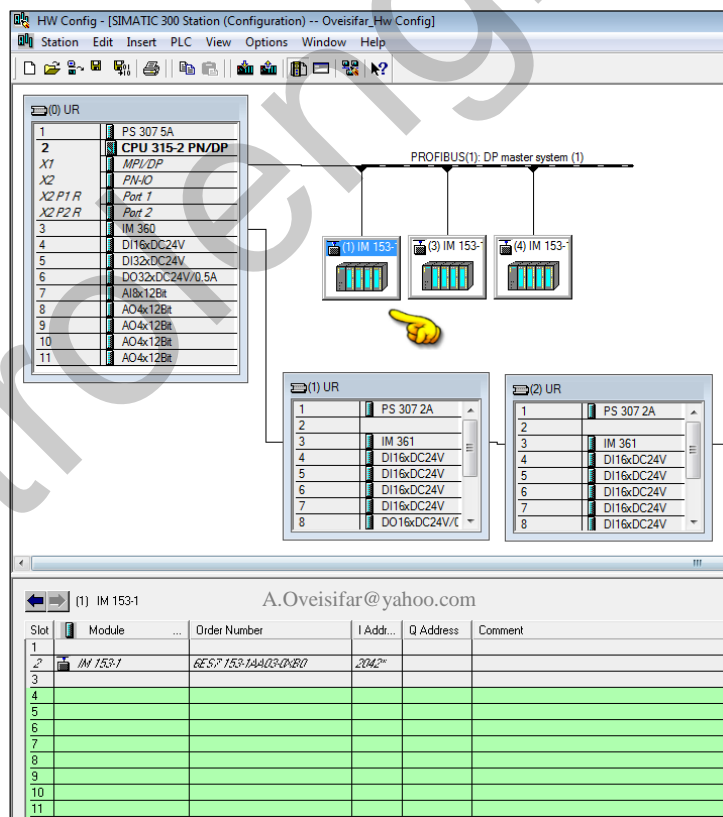 HW Config - [SIMATIC 300 Station (Configuration) -- Oveisifar_Hw Config]
Station Edit Insert PLC View Options Window Help
(0) UR
1 PS 307 5A
2 CPU 315-2 PN/DP
X1 MPI/DP
X2 PN-IO
X2 P1 R Port 1
X2 P2 R Port 2
3 IM 360
4 DI16xDC24V
5 DI32xDC24V
6 DO32xDC24V/0.5A
7 AI8x12Bit
8 AO4x12Bit
9 AO4x12Bit
10 AO4x12Bit
11 AO4x12Bit
PROFIBUS(1): DP master system (1)
(1) IM 153-1
(3) IM 153-1
(4) IM 153-
(1) UR
1 PS 307 2A
2
3 IM 361
4 DI16xDC24V
5 DI16xDC24V
6 DI16xDC24V
7 DI16xDC24V
8 DO16xDC24V/0
(2) UR
1 PS 307 2A
2
3 IM 361
4 DI16xDC24V
5 DI16xDC24V
6 DI16xDC24V
7 DI16xDC24V
8 DI16xDC24V
(1) IM 153-1
A.Oveisifar@yahoo.com
Slot Module ... Order Number I Addr... Q Address Comment
1
2 IM 153-1 6ES7 153-1AA03-0XB0 2042*
3
4
5
6
7
8
9
10
11